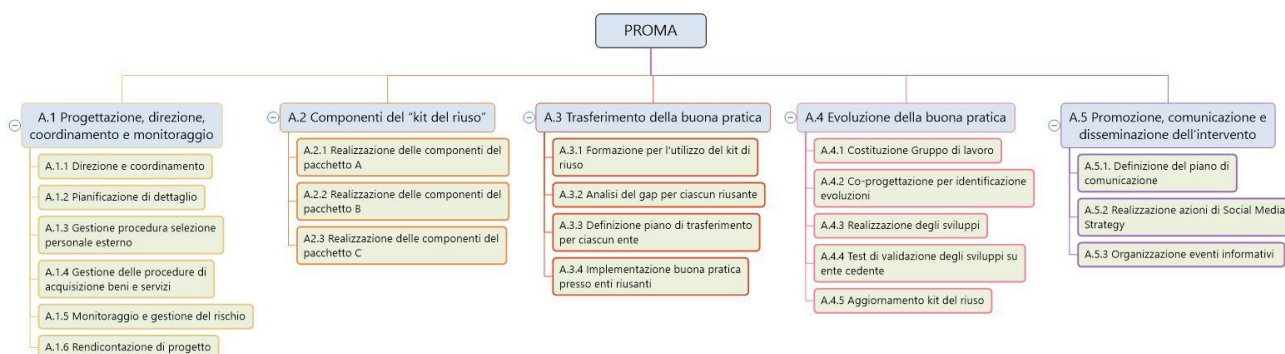 PROMA
A.1 Progettazione, direzione,
coordinamento e monitoraggio
A.1.1 Direzione e coordinamento
A.1.2 Pianificazione di dettaglio
A.1.3 Gestione procedura selezione
personale esterno
A.1.4 Gestione delle procedure di
acquisizione beni e servizi
A.1.5 Monitoraggio e gestione del rischio
A.1.6 Rendicontazione di progetto
A.2 Componenti del "kit del riuso"
A.2.1 Realizzazione delle componenti del
pacchetto A
A.2.2 Realizzazione delle componenti del
pacchetto B
A2.3 Realizzazione delle componenti del
pacchetto C
A.3 Trasferimento della buona pratica
A.3.1 Formazione per l'utilizzo del kit di
riuso
A.3.2 Analisi del gap per ciascun riusante
A.3.3 Definizione piano di trasferimento
per ciascun ente
A.3.4 Implementazione buona pratica
presso enti riusanti
A.4 Evoluzione della buona pratica
A.4.1 Costituzione Gruppo di lavoro
A.4.2 Co-progettazione per identificazione
evoluzioni
A.4.3 Realizzazione degli sviluppi
A.4.4 Test di validazione degli sviluppi su
ente cedente
A.4.5 Aggiornamento kit del riuso
A.5 Promozione, comunicazione e
disseminazione dell'intervento
A.5.1. Definizione del piano di
comunicazione
A.5.2 Realizzazione azioni di Social Media
Strategy
A.5.3 Organizzazione eventi informativi